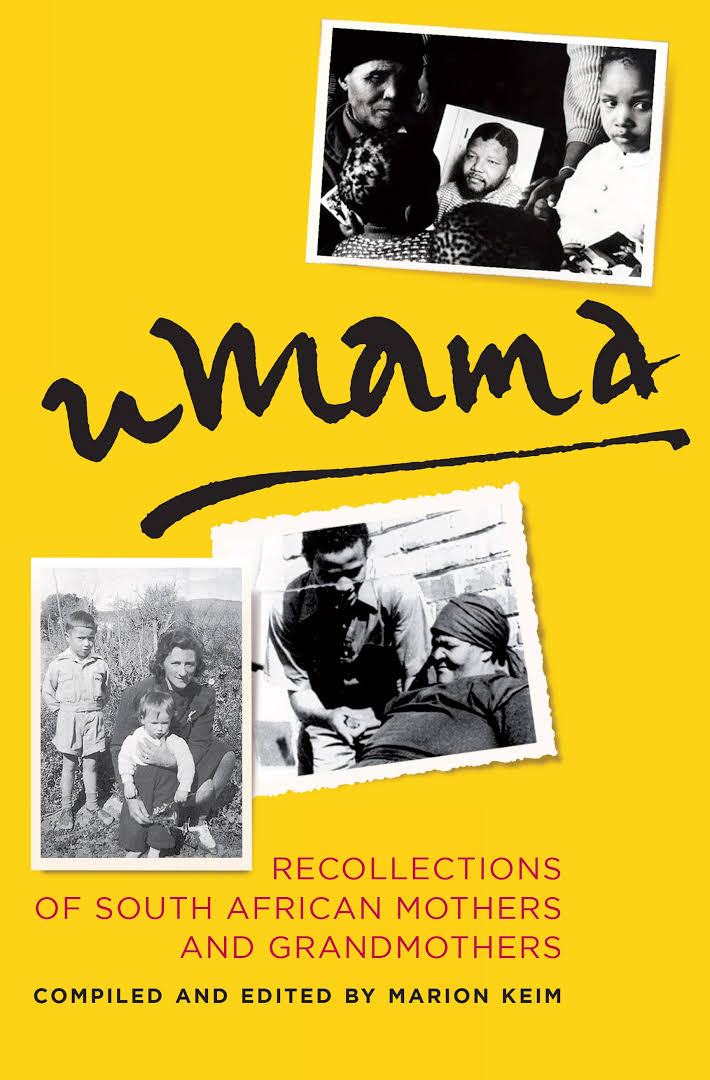 uMama
RECOLLECTIONS
OF SOUTH AFRICAN MOTHERS
AND GRANDMOTHERS
COMPILED AND EDITED BY MARION KEIM